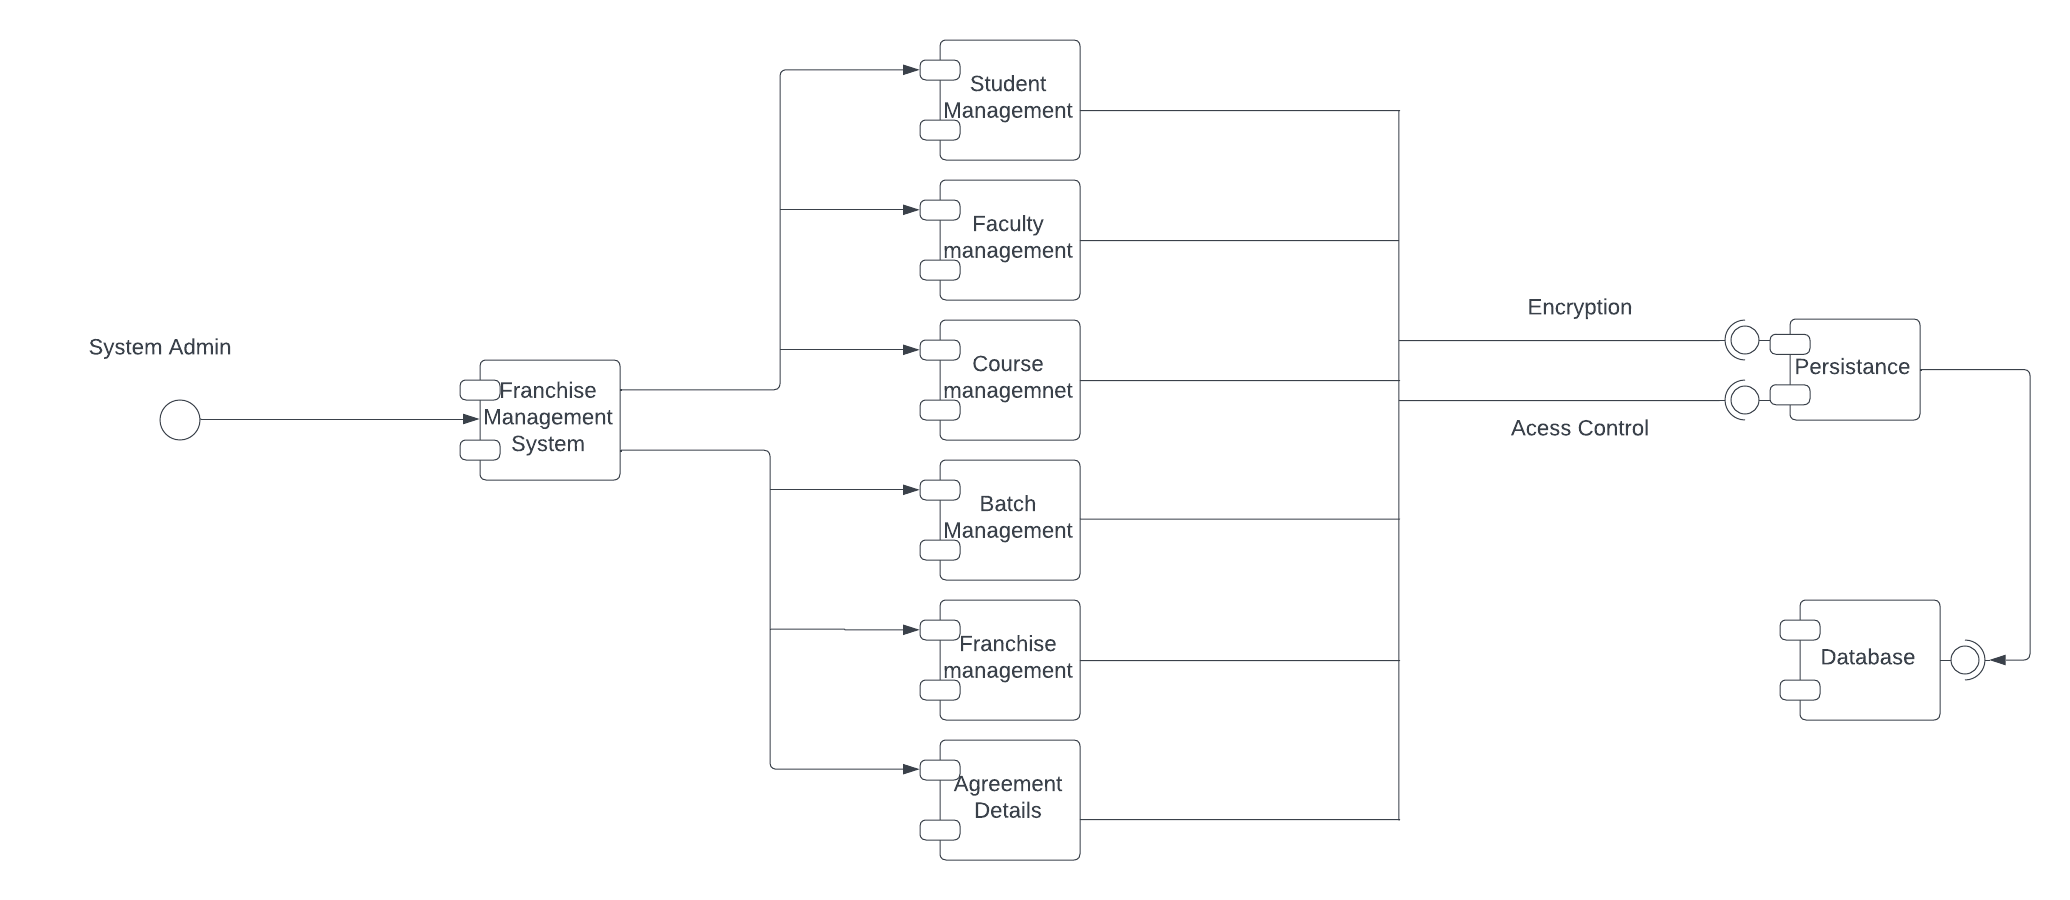 System Admin
Franchise
Management
System
Student
Management
Faculty
management
Course
managemnet
Batch
Management
Franchise
management
Agreement
Details
Encryption
Acess Control
Persistance
Database